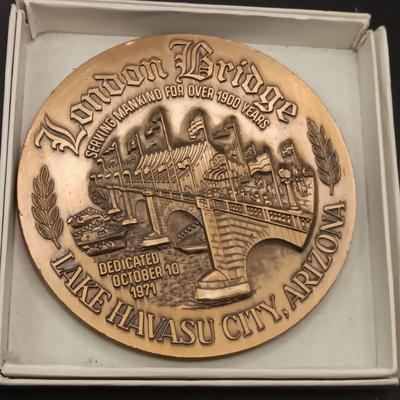 London Bridge
SERVING MANKIND FOR OVER 1900 YEARS
DEDICATED
OCTOBER 10
1971
LAKE HAVASU CITY, ARIZONA